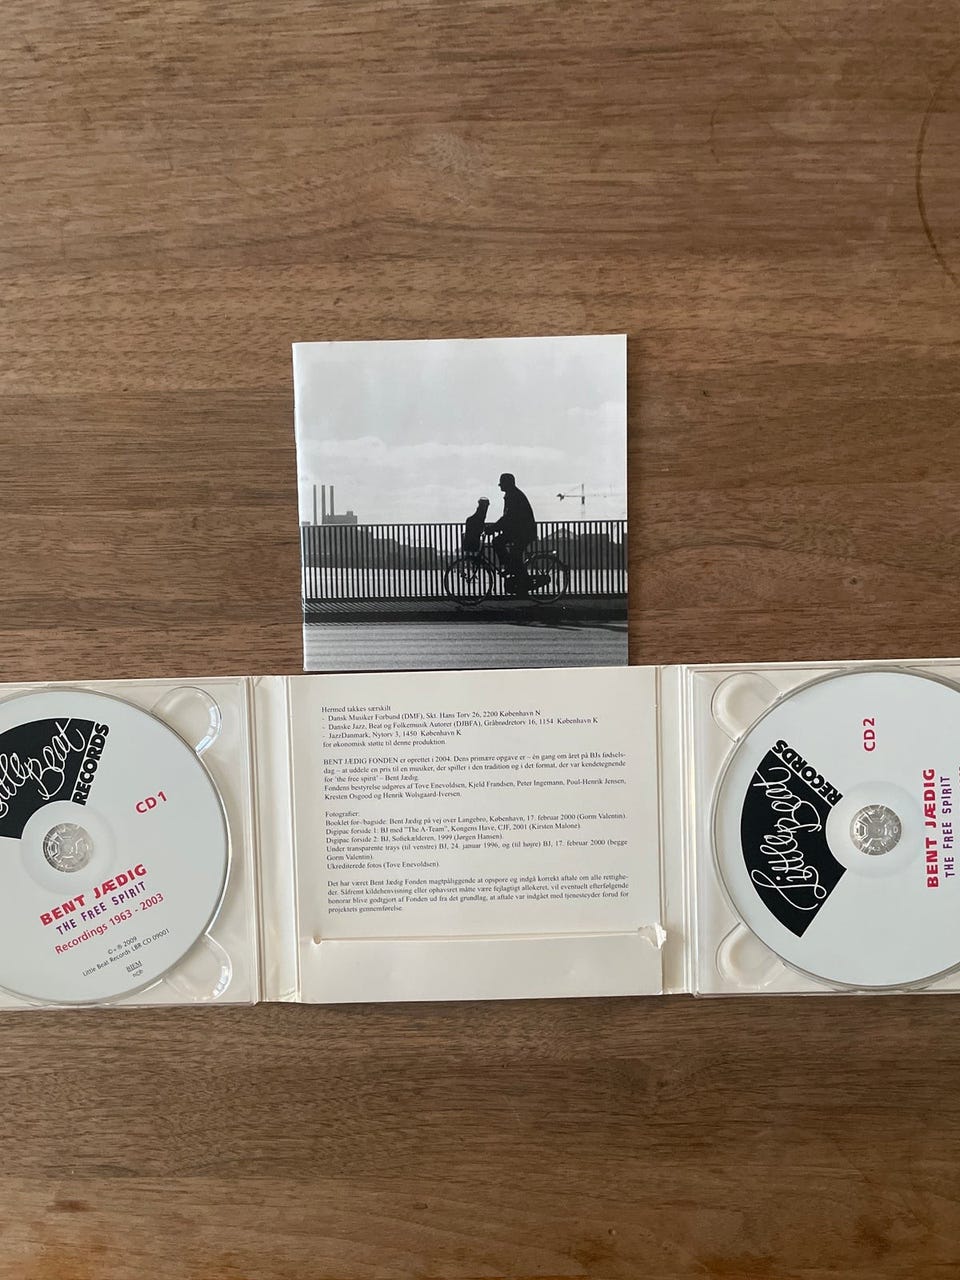 Little Beat
RECORDS
CD 1
BENT JÆDIG
THE FREE SPIRIT
Recordings 1963 - 2003
©+℗ 2009
Little Beat Records LBR CD 09001
BIEM
NCB
Hermed takkes særskilt
- Dansk Musiker Forbund (DMF), Skt. Hans Torv 26, 2200 København N
- Danske Jazz, Beat og Folkemusik Autorer (DJBFA), Gråbrødretorv 16, 1154 København K
- JazzDanmark, Nytorv 3, 1450 København K
for økonomisk støtte til denne produktion.
BENT JÆDIG FONDEN er oprettet i 2004. Dens primære opgave er – én gang om året på BJs fødsels-
dag – at uddele en pris til en musiker, der spiller i den tradition og i det format, der var kendetegnende
for 'the free spirit' – Bent Jædig.
Fondens bestyrelse udgøres af Tove Enevoldsen, Kjeld Frandsen, Peter Ingemann, Poul-Henrik Jensen,
Kresten Osgood og Henrik Wolsgaard-Iversen.
Fotografier:
Booklet for-/bagside: Bent Jædig på vej over Langebro, København, 17. februar 2000 (Gorm Valentin).
Digipac forside 1: BJ med "The A-Team", Kongens Have, CJF, 2001 (Kirsten Malone).
Digipac forside 2: BJ, Sofiekælderen, 1999 (Jørgen Hansen).
Under transparente trays (til venstre) BJ, 24. januar 1996, og (til højre) BJ, 17. februar 2000 (begge
Gorm Valentin).
Ukrediterede fotos (Tove Enevoldsen).
Det har været Bent Jædig Fonden magtpåliggende at opspore og indgå korrekt aftale om alle rettighe-
der. Såfremt kildehenvisning eller ophavsret måtte være fejlagtigt allokeret, vil eventuelt efterfølgende
honorar blive godtgjort af Fonden ud fra det grundlag, at aftale var indgået med tjenesteyder forud for
projektets gennemførelse.
Little Beat
RECORDS
CD 2
BENT JÆDIG
THE FREE SPIRIT